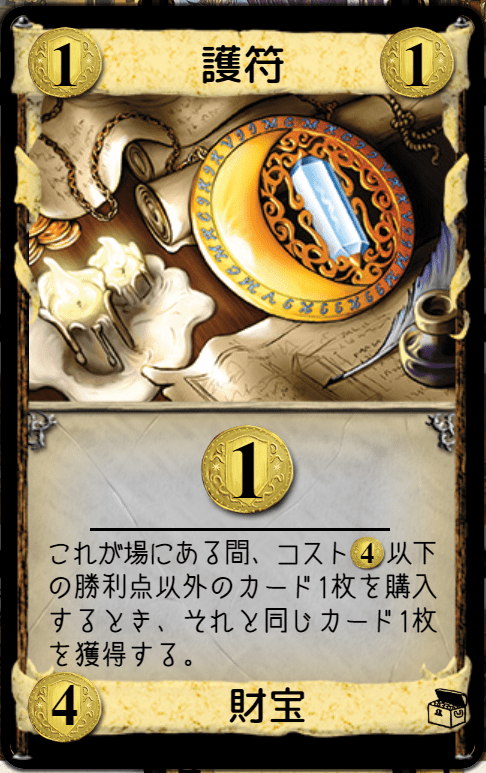 1 護符 1
1
これが場にある間、コスト4以下
の勝利点以外のカード1枚を購入
するとき、それと同じカード1枚
を獲得する。
4 財宝